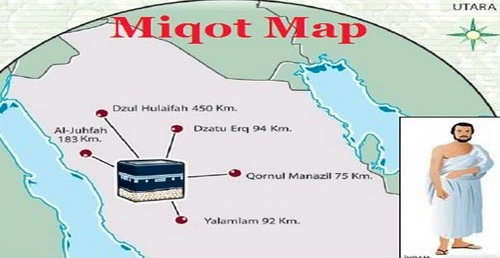 UTARA
Miqot Map
Dzul Hulaifah 450 Km.
Al-Juhfah
183 Km.
Dzatu Erq 94 Km.
Qornul Manazil 75 Km.
Yalamlam 92 Km.